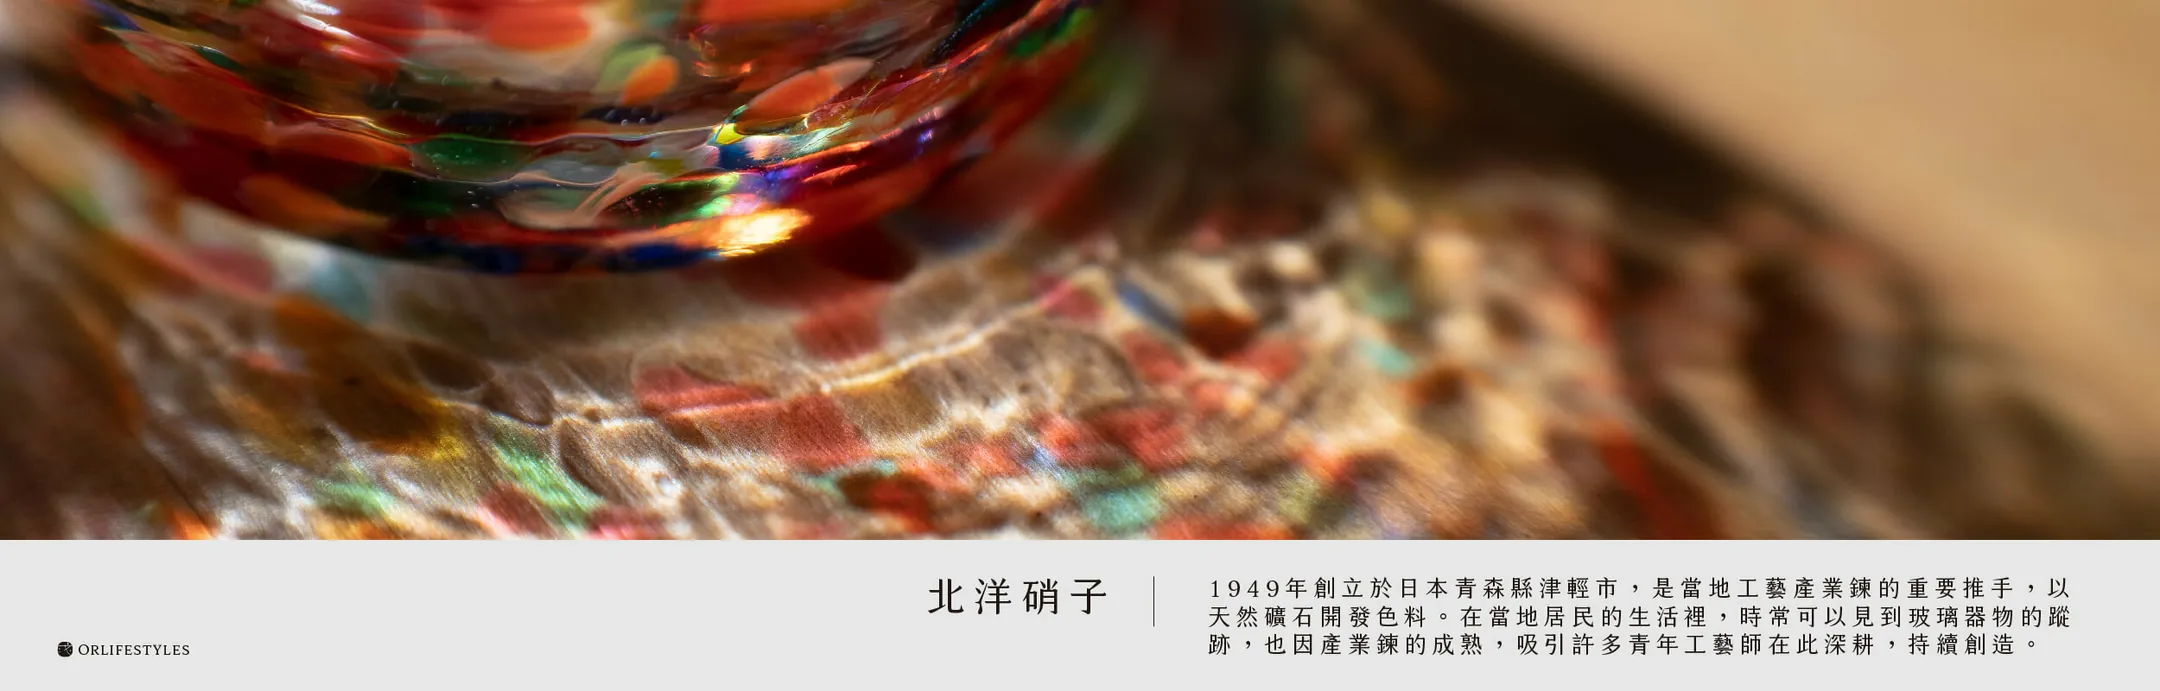 北洋硝子
1949年創立於日本青森縣津輕市，是當地工藝產業鍊的重要推手，以
天然礦石開發色料。在當地居民的生活裡，時常可以見到玻璃器物的蹤
跡，也因產業鍊的成熟，吸引許多青年工藝師在此深耕，持續創造。
ORLIFESTYLES